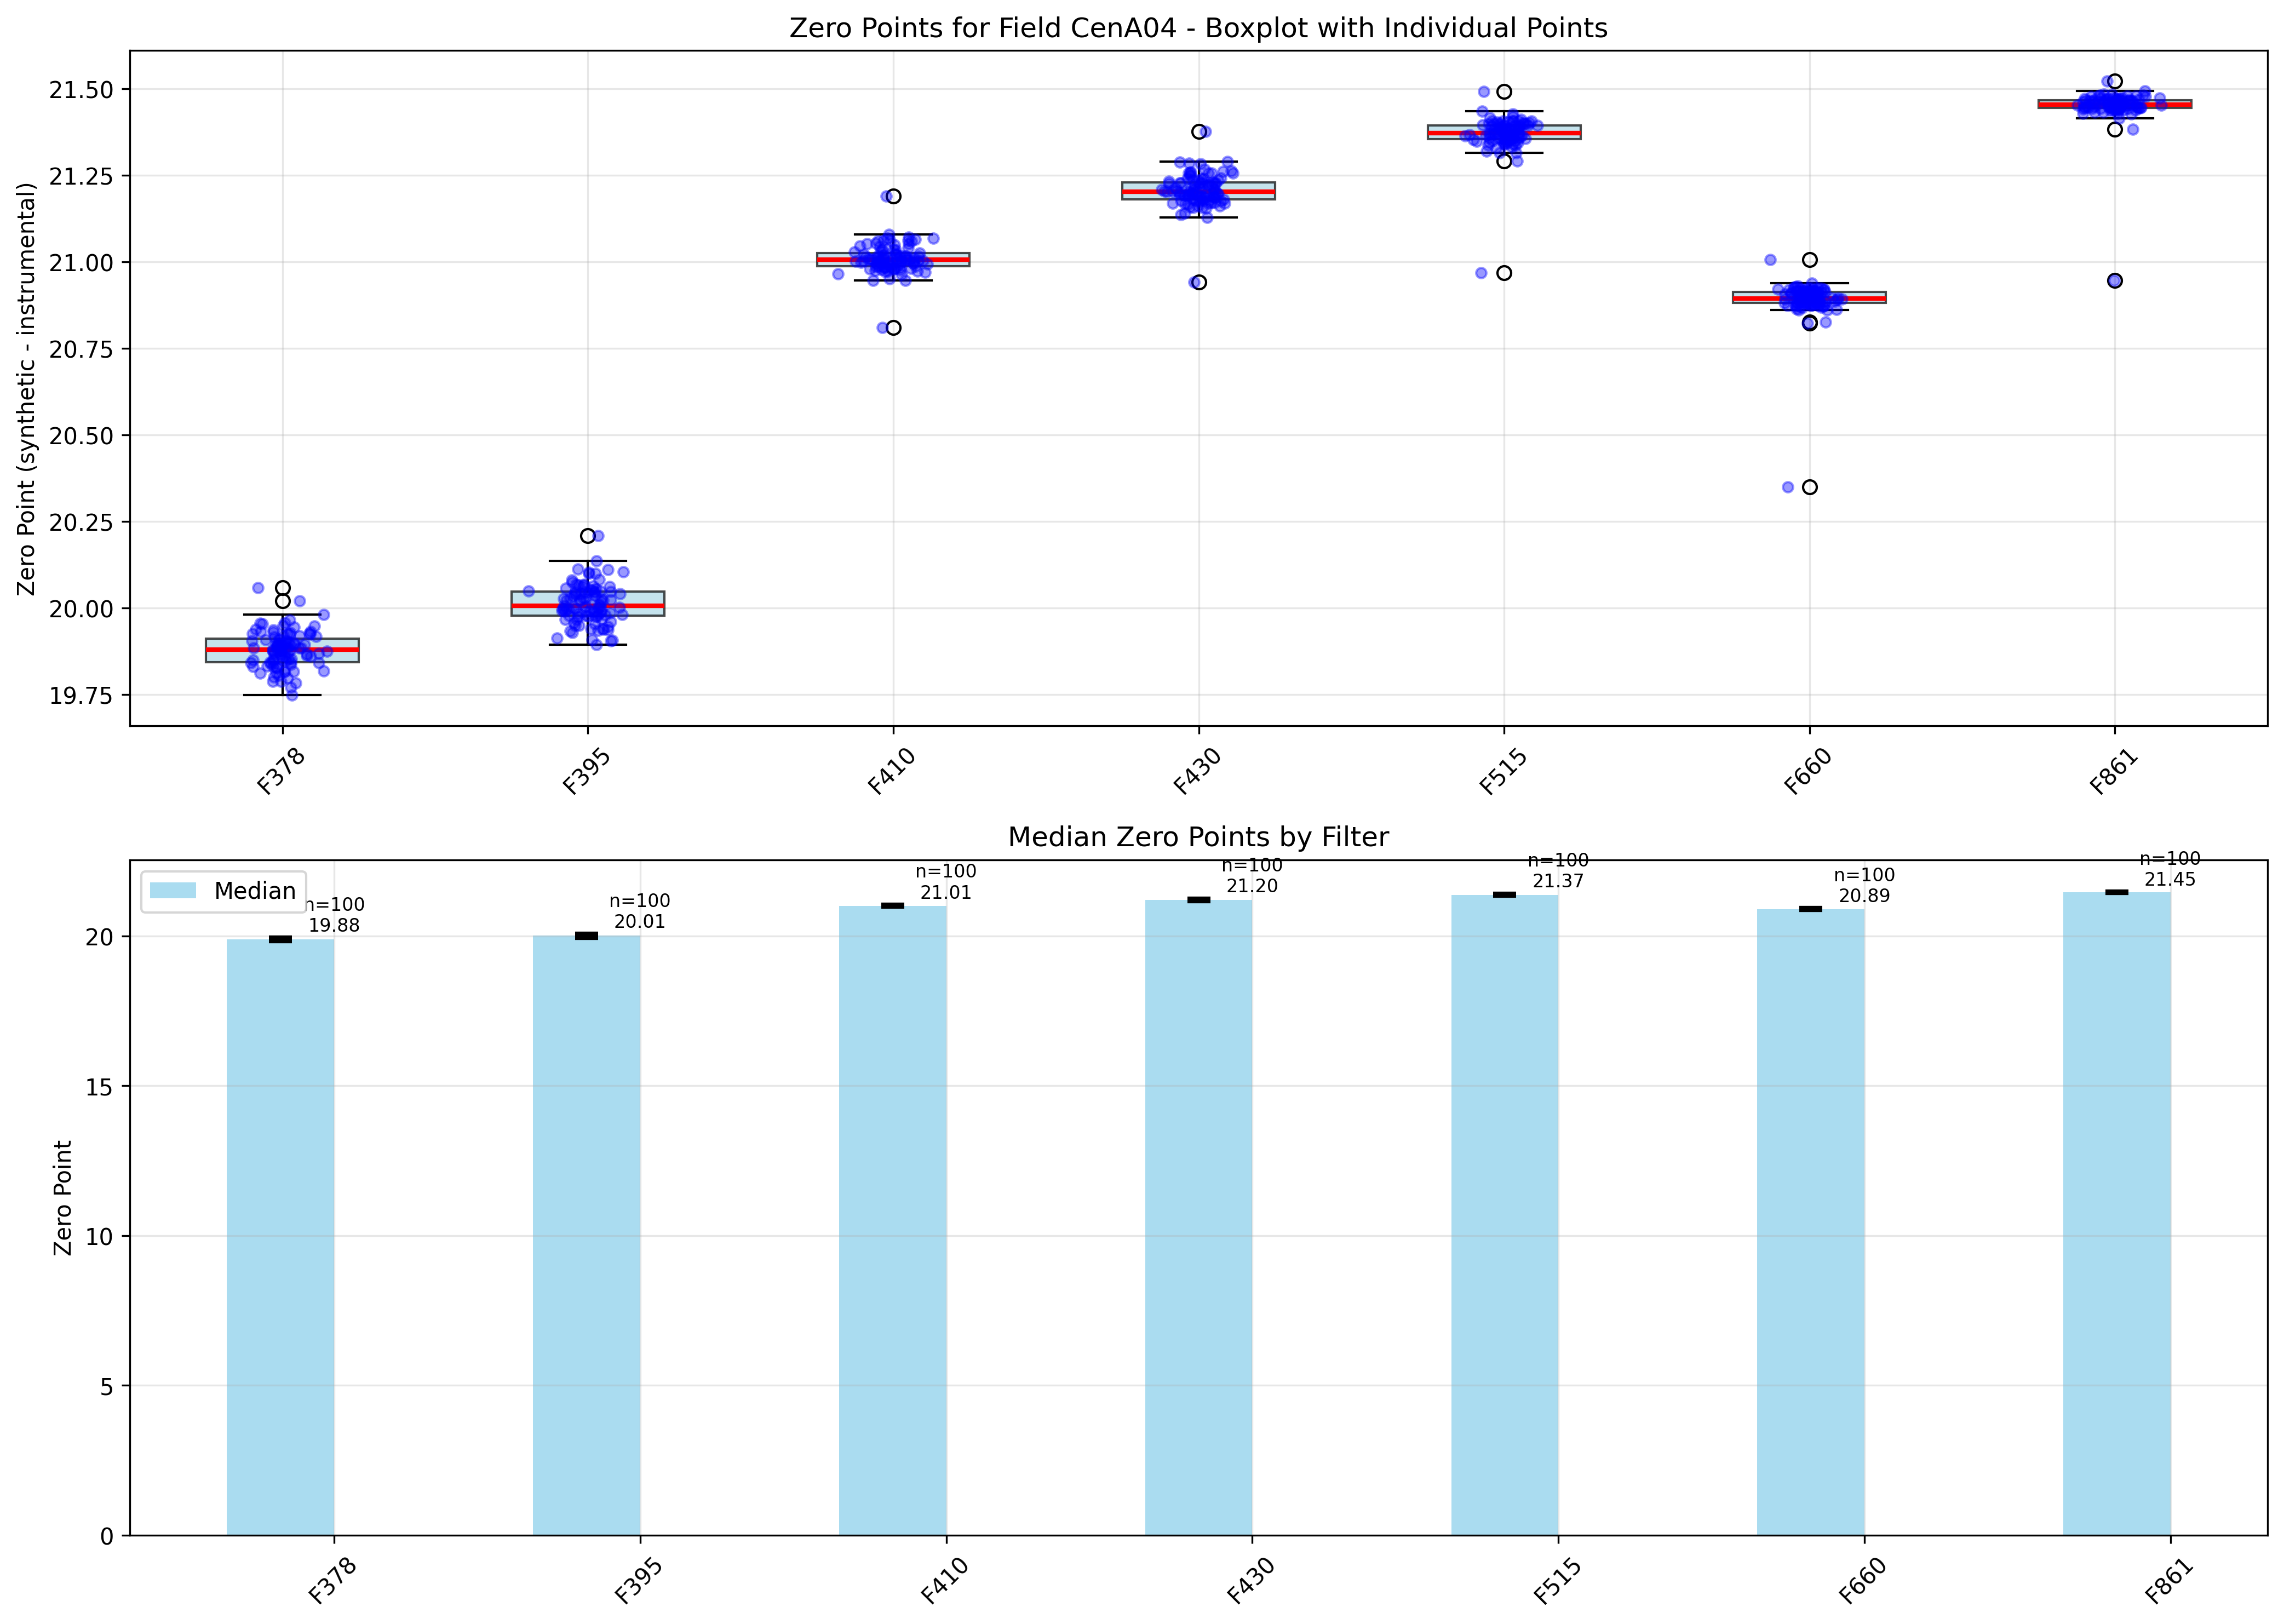 Zero Points for Field CenA04 - Boxplot with Individual Points
Zero Point (synthetic - instrumental)
21.50
21.25
21.00
20.75
20.50
20.25
20.00
19.75
F378
F395
F410
F430
F515
F660
F861
Median Zero Points by Filter
Zero Point
20
15
10
5
0
Median
n=100
19.88
n=100
20.01
n=100
21.01
n=100
21.20
n=100
21.37
n=100
20.89
n=100
21.45
F378
F395
F410
F430
F515
F660
F861